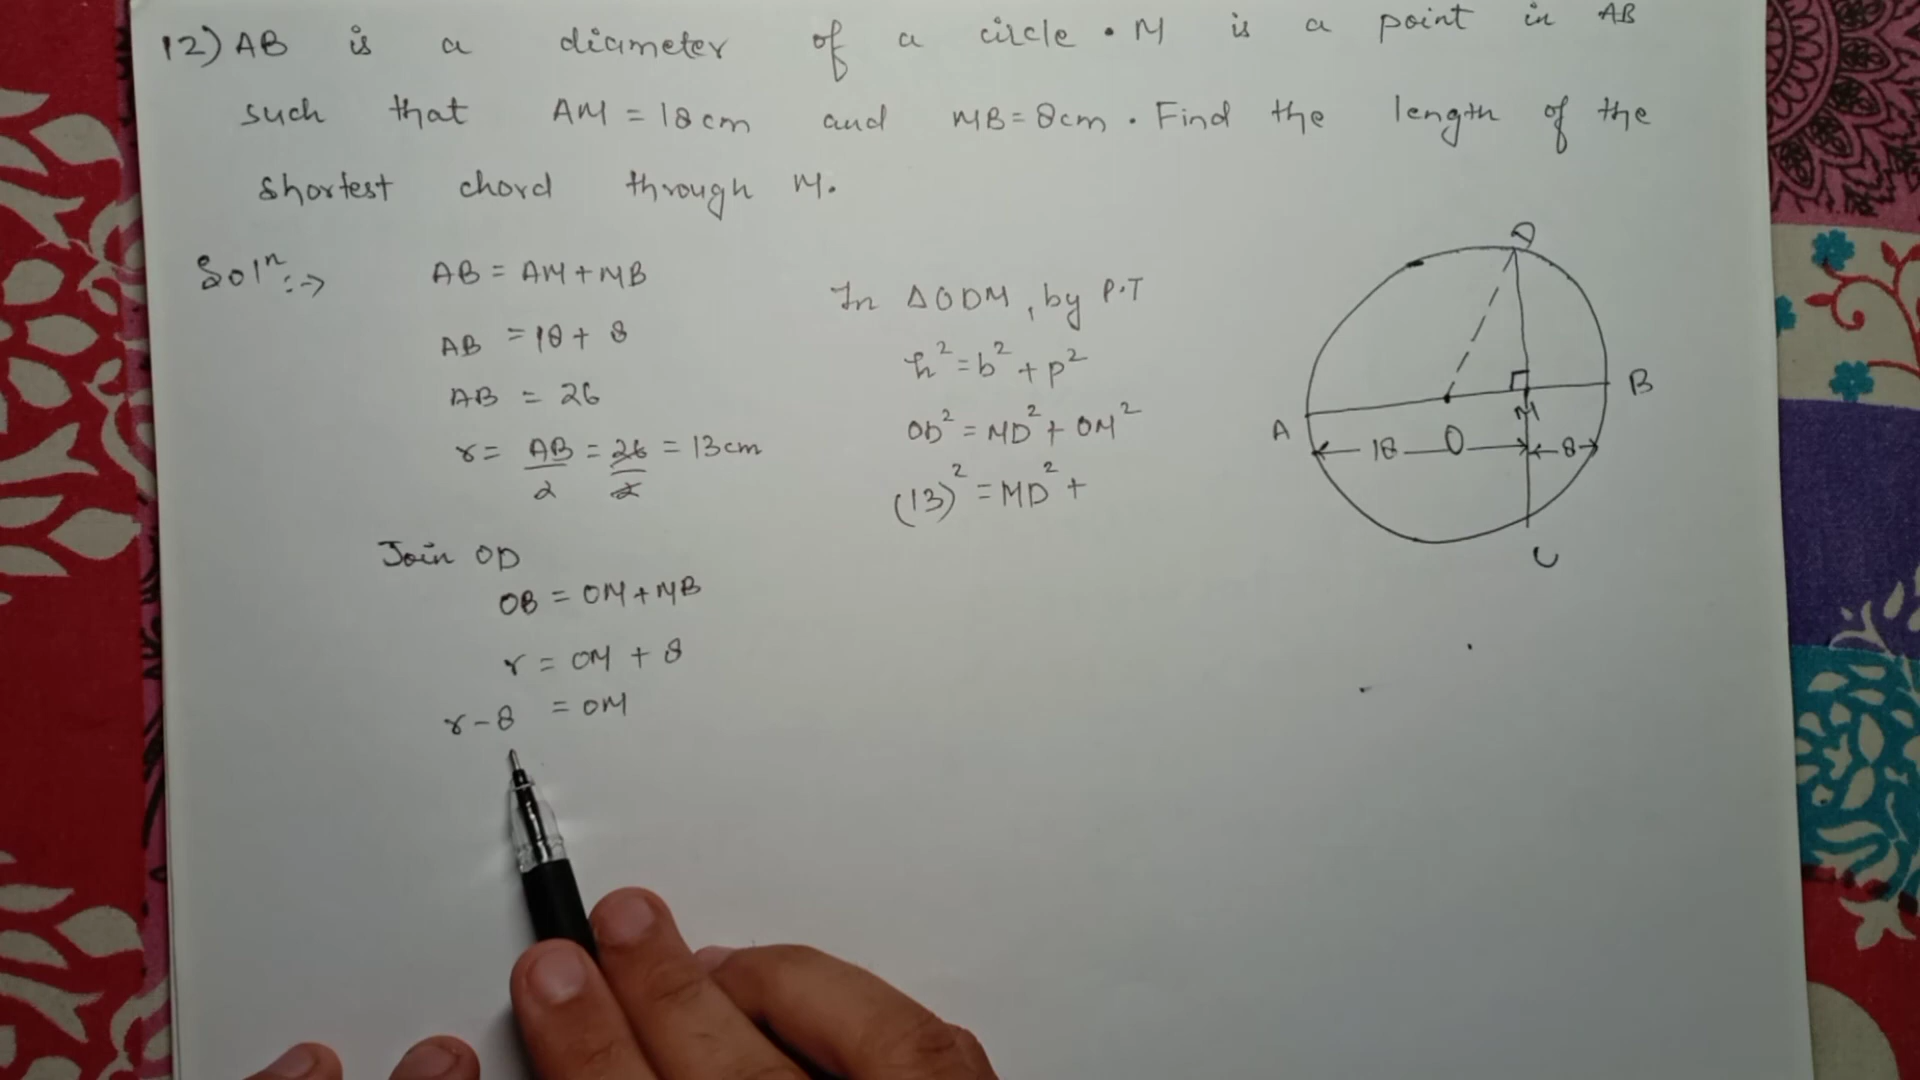 12) AB is a diameter of a circle . M is a point in AB
such that AM = 18 cm and MB = 8cm . Find the length of the
shortest chord through M.
Solⁿ :->
AB = AM + MB
AB = 18 + 8
AB = 26
r = AB/2 = 26/2 = 13cm
Join OD
OB = OM + MB
r = OM + 8
r - 8 = OM
In △ODM , by P.T
h² = b² + p²
OD² = MD² + OM²
(13)² = MD² +
D
B
M
A
18
O
8
C